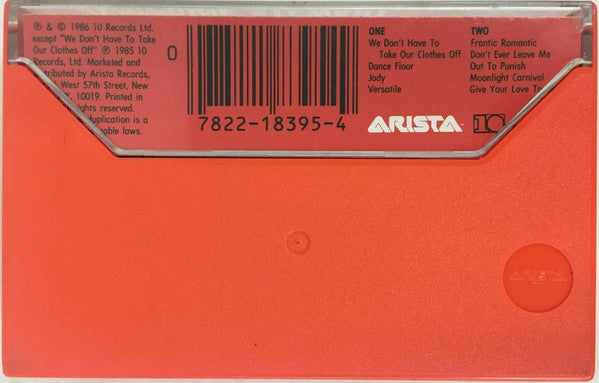 ℗ & © 1986 10 Records Ltd.
except "We Don't Have To Take
Our Clothes Off" ℗ 1985 10
Records, Ltd. Marketed and
tributed by Arista Records,
West 57th Street, New
10019. Printed in
rights reserved.
duplication is a
able laws.
0
7822-18395-4
ONE
We Don't Have To
Take Our Clothes Off
Dance Floor
Jody
Versatile
TWO
Frantic Romantic
Don't Ever Leave Me
Out To Punish
Moonlight Carnival
Give Your Love To
ARISTA
10
ARISTA